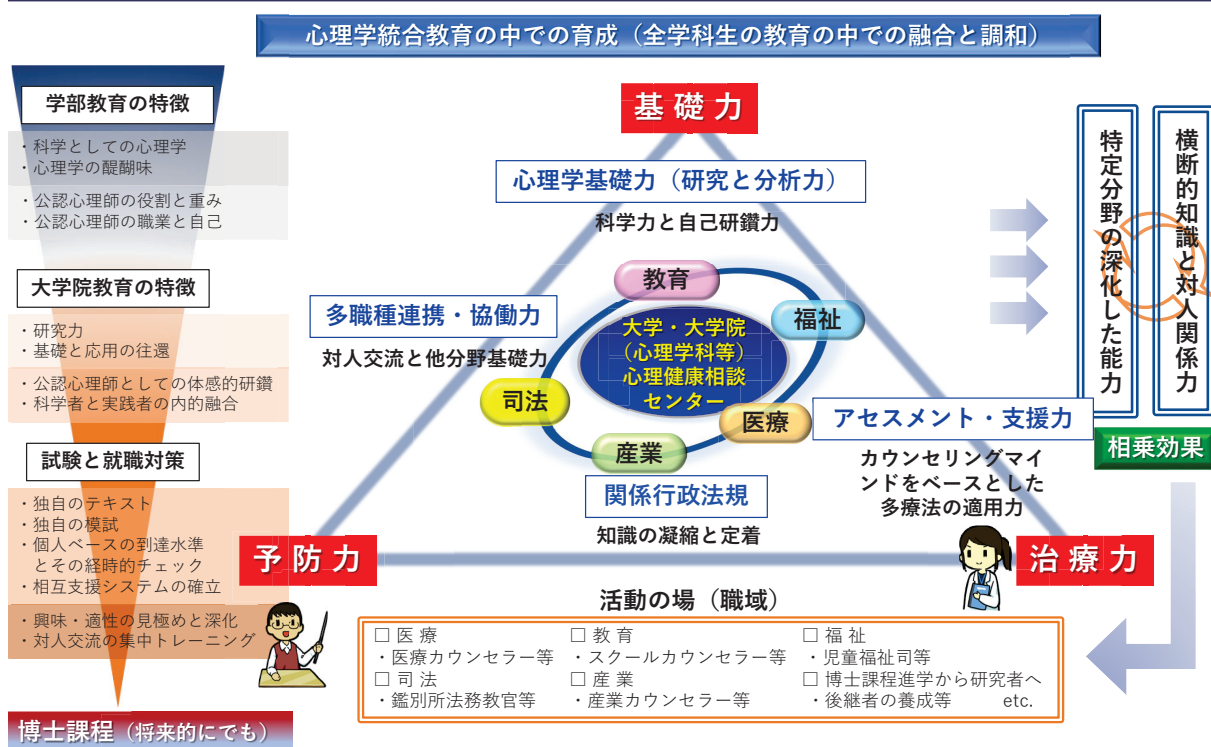 心理学統合教育の中での育成（全学科生の教育の中での融合と調和）
学部教育の特徴
・科学としての心理学
・心理学の醍醐味
・公認心理師の役割と重み
・公認心理師の職業と自己
大学院教育の特徴
・研究力
・基礎と応用の往還
・公認心理師としての体感的研鑽
・科学者と実践者の内的融合
試験と就職対策
・独自のテキスト
・独自の模試
・個人ベースの到達水準
とその経時的チェック
・相互支援システムの確立
・興味・適性の見極めと深化
・対人交流の集中トレーニング
博士課程（将来的にでも）
基礎力
心理学基礎力（研究と分析力）
科学力と自己研鑽力
多職種連携・協働力
対人交流と他分野基礎力
教育
福祉
司法
医療
産業
大学・大学院
（心理学科等）
心理健康相談
センター
アセスメント・支援力
カウンセリングマイ
ンドをベースとした
多療法の適用力
関係行政法規
知識の凝縮と定着
予防力
治療力
特定分野の深化した能力
横断的知識と対人関係力
相乗効果
活動の場（職域）
□ 医 療
・医療カウンセラー等
□ 司 法
・鑑別所法務教官等
□ 教 育
・スクールカウンセラー等
□ 産 業
・産業カウンセラー等
□ 福 祉
・児童福祉司等
□ 博士課程進学から研究者へ
・後継者の養成等 etc.